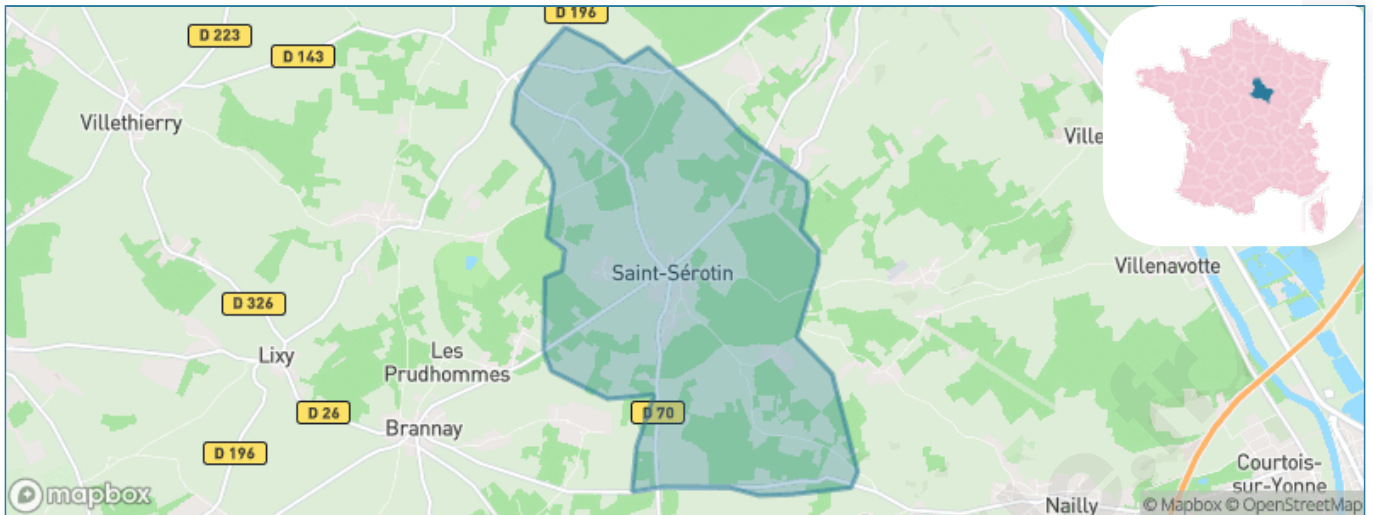 D 196
D 223
D 143
Villethierry
Ville
Saint-Sérotin
Villenavotte
D 326
Lixy
Les
Prudhommes
D 26
D 70
Brannay
D 196
Courtois-
sur-Yonne
Nailly
mapbox
© Mapbox © OpenStreetMap